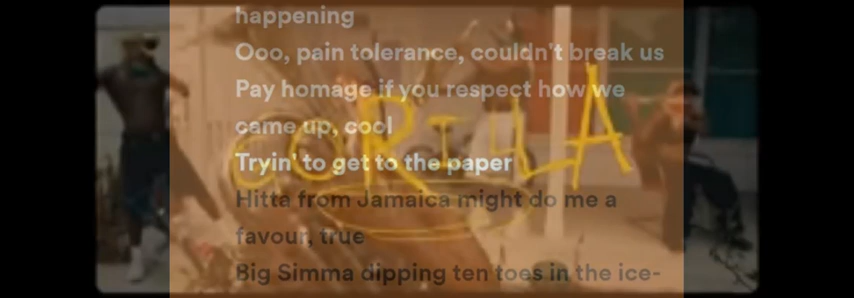 happening
Ooo, pain tolerance, couldn't break us
Pay homage if you respect how we
came up, cool
GORILLA
Tryin' to get to the paper
Hitta from Jamaica might do me a
favour, true
Big Simma dipping ten toes in the ice-